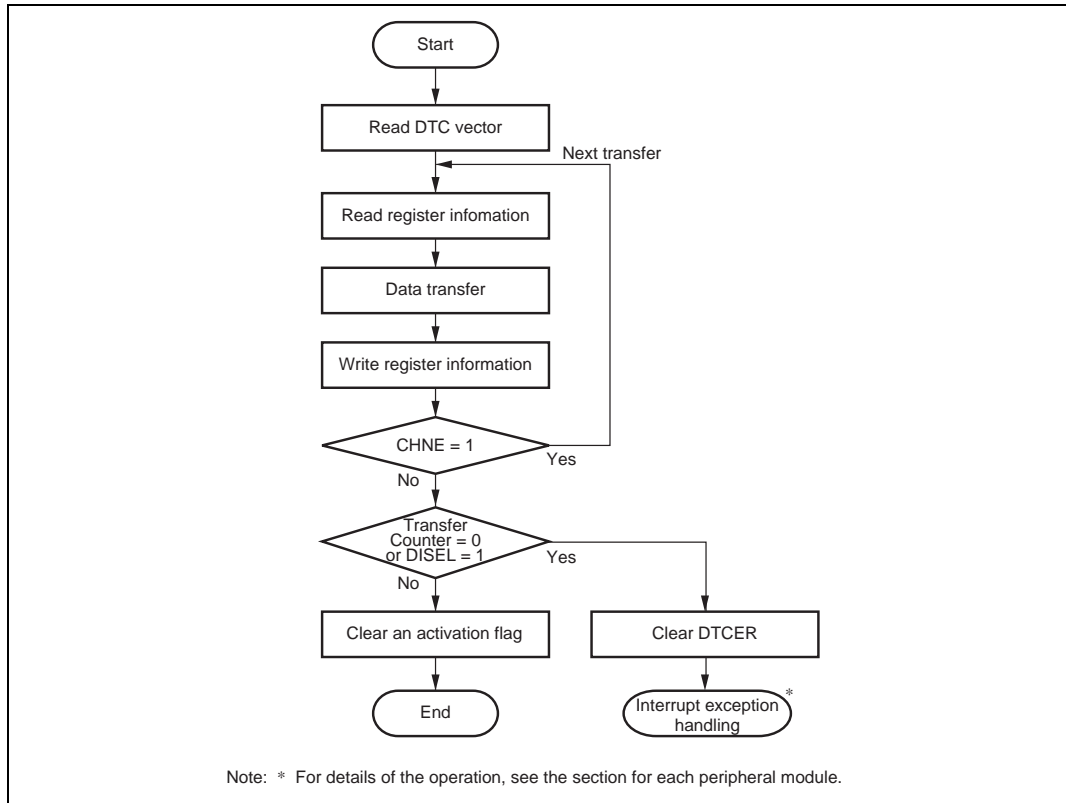 Start
Read DTC vector
Next transfer
Read register infomation
Data transfer
Write register information
CHNE = 1
Yes
No
Transfer
Counter = 0
or DISEL = 1
Yes
No
Clear an activation flag
Clear DTCER
End
Interrupt exception
handling
*
Note: * For details of the operation, see the section for each peripheral module.